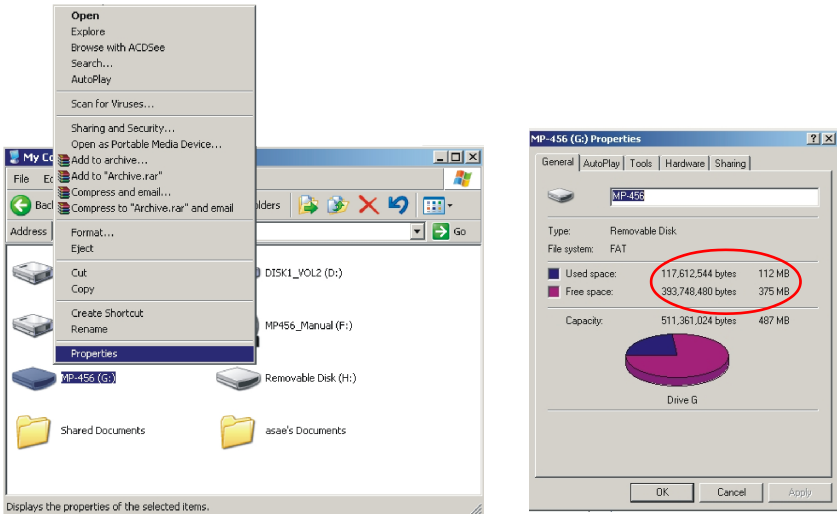 Open
Explore
Browse with ACDSee
Search...
AutoPlay
Scan for Viruses...
Sharing and Security...
Open as Portable Media Device...
Add to archive...
Add to "Archive.rar"
Compress and email...
Compress to "Archive.rar" and email
Format...
Eject
Cut
Copy
Create Shortcut
Rename
Properties
My Co
File Ed
Back lders
Address Go
DISK1_VOL2 (D:)
MP456_Manual (F:)
MP-456 (G:) Removable Disk (H:)
Shared Documents asae's Documents
Displays the properties of the selected items.
MP-456 (G:) Properties
General AutoPlay Tools Hardware Sharing
MP-456
Type: Removable Disk
File system: FAT
Used space: 117,612,544 bytes 112 MB
Free space: 393,748,480 bytes 375 MB
Capacity: 511,361,024 bytes 487 MB
Drive G
OK Cancel Apply